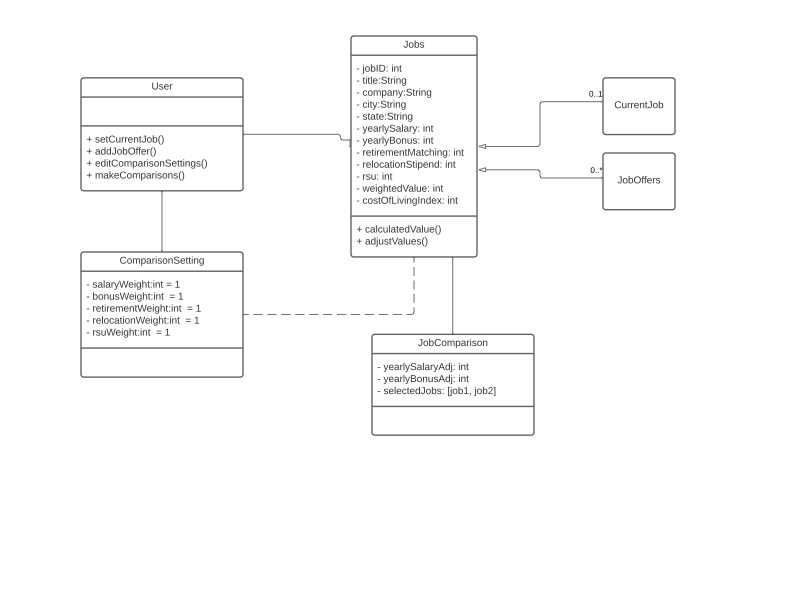 Jobs
- jobID: int
- title:String
- company:String
- city:String
- state:String
- yearlySalary: int
- yearlyBonus: int
- retirementMatching: int
- relocationStipend: int
- rsu: int
- weightedValue: int
- costOfLivingIndex: int
+ calculatedValue()
+ adjustValues()
User
+ setCurrentJob()
+ addJobOffer()
+ editComparisonSettings()
+ makeComparisons()
0..1
CurrentJob
0..*
JobOffers
ComparisonSetting
- salaryWeight:int = 1
- bonusWeight:int  = 1
- retirementWeight:int  = 1
- relocationWeight:int  = 1
- rsuWeight:int  = 1
JobComparison
- yearlySalaryAdj: int
- yearlyBonusAdj: int
- selectedJobs: [job1, job2]